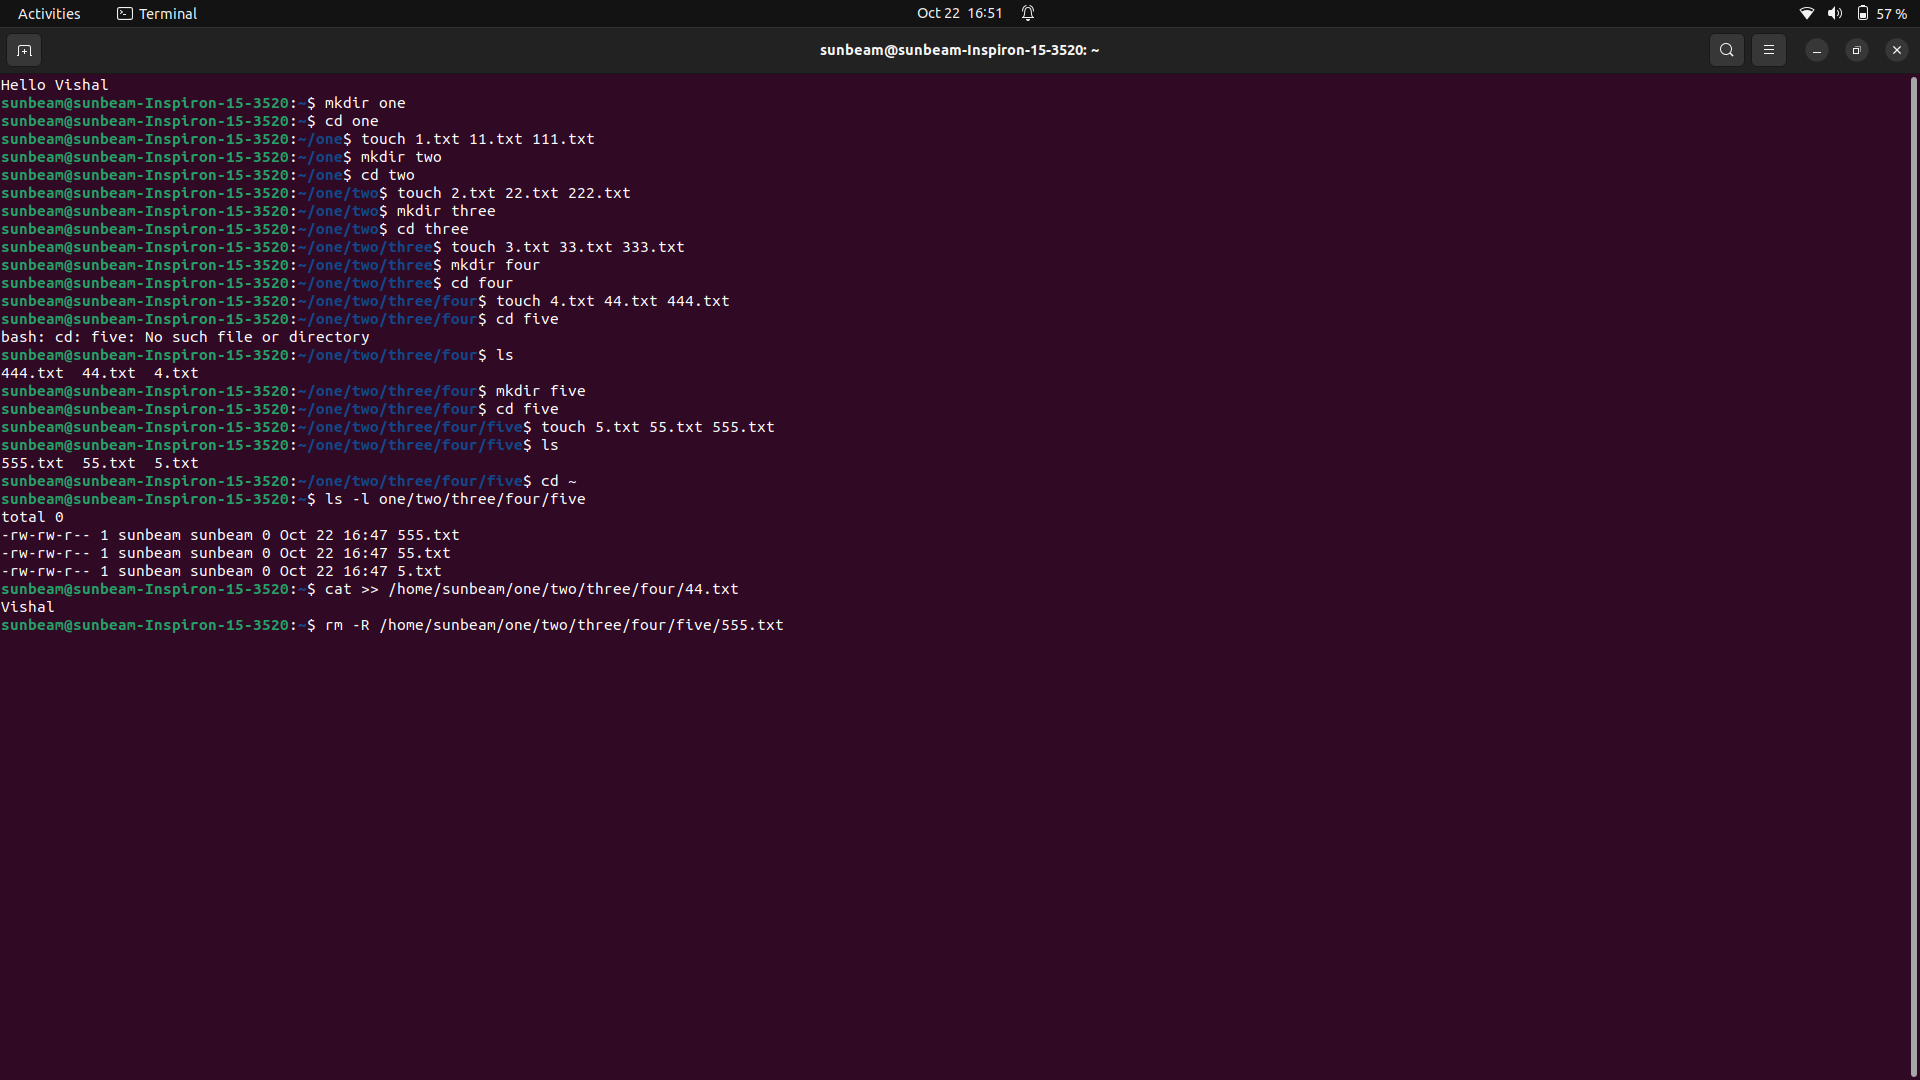 Activities Terminal Oct 22 16:51 57 %
sunbeam@sunbeam-Inspiron-15-3520: ~
Hello Vishal
sunbeam@sunbeam-Inspiron-15-3520:~$ mkdir one
sunbeam@sunbeam-Inspiron-15-3520:~$ cd one
sunbeam@sunbeam-Inspiron-15-3520:~/one$ touch 1.txt 11.txt 111.txt
sunbeam@sunbeam-Inspiron-15-3520:~/one$ mkdir two
sunbeam@sunbeam-Inspiron-15-3520:~/one$ cd two
sunbeam@sunbeam-Inspiron-15-3520:~/one/two$ touch 2.txt 22.txt 222.txt
sunbeam@sunbeam-Inspiron-15-3520:~/one/two$ mkdir three
sunbeam@sunbeam-Inspiron-15-3520:~/one/two$ cd three
sunbeam@sunbeam-Inspiron-15-3520:~/one/two/three$ touch 3.txt 33.txt 333.txt
sunbeam@sunbeam-Inspiron-15-3520:~/one/two/three$ mkdir four
sunbeam@sunbeam-Inspiron-15-3520:~/one/two/three$ cd four
sunbeam@sunbeam-Inspiron-15-3520:~/one/two/three/four$ touch 4.txt 44.txt 444.txt
sunbeam@sunbeam-Inspiron-15-3520:~/one/two/three/four$ cd five
bash: cd: five: No such file or directory
sunbeam@sunbeam-Inspiron-15-3520:~/one/two/three/four$ ls
444.txt  44.txt  4.txt
sunbeam@sunbeam-Inspiron-15-3520:~/one/two/three/four$ mkdir five
sunbeam@sunbeam-Inspiron-15-3520:~/one/two/three/four$ cd five
sunbeam@sunbeam-Inspiron-15-3520:~/one/two/three/four/five$ touch 5.txt 55.txt 555.txt
sunbeam@sunbeam-Inspiron-15-3520:~/one/two/three/four/five$ ls
555.txt  55.txt  5.txt
sunbeam@sunbeam-Inspiron-15-3520:~/one/two/three/four/five$ cd ~
sunbeam@sunbeam-Inspiron-15-3520:~$ ls -l one/two/three/four/five
total 0
-rw-rw-r-- 1 sunbeam sunbeam 0 Oct 22 16:47 555.txt
-rw-rw-r-- 1 sunbeam sunbeam 0 Oct 22 16:47 55.txt
-rw-rw-r-- 1 sunbeam sunbeam 0 Oct 22 16:47 5.txt
sunbeam@sunbeam-Inspiron-15-3520:~$ cat >> /home/sunbeam/one/two/three/four/44.txt
Vishal
sunbeam@sunbeam-Inspiron-15-3520:~$ rm -R /home/sunbeam/one/two/three/four/five/555.txt